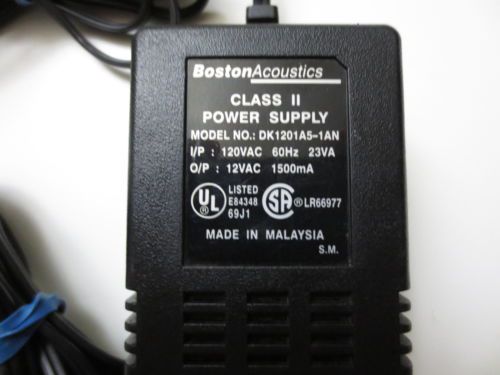 BostonAcoustics
CLASS II
POWER SUPPLY
MODEL NO.: DK1201A5-1AN
I/P : 120VAC 60Hz 23VA
O/P : 12VAC 1500mA
UL ® LISTED E84348 69J1 SA ® LR66977
MADE IN MALAYSIA
S.M.